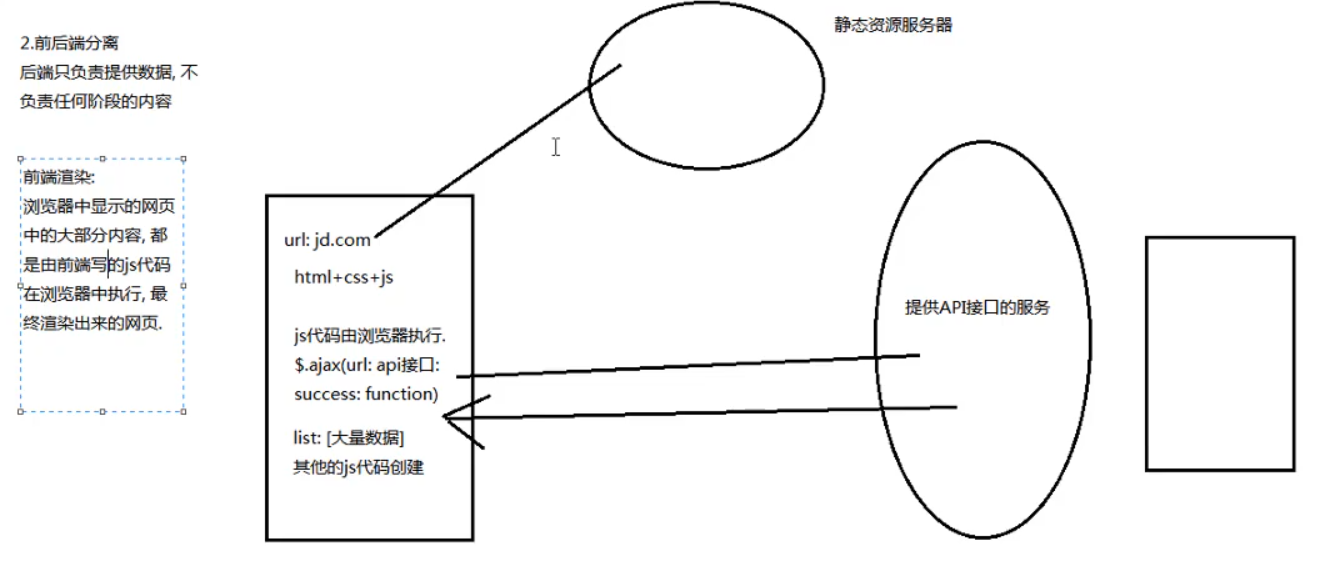 2.前后端分离
后端只负责提供数据, 不
负责任何阶段的内容
前端渲染:
浏览器中显示的网页
中的大部分内容, 都
是由前端写的js代码
在浏览器中执行, 最
终渲染出来的网页.
静态资源服务器
url: jd.com
html+css+js
js代码由浏览器执行.
$.ajax(url: api接口:
success: function)
list: [大量数据]
其他的js代码创建
提供API接口的服务